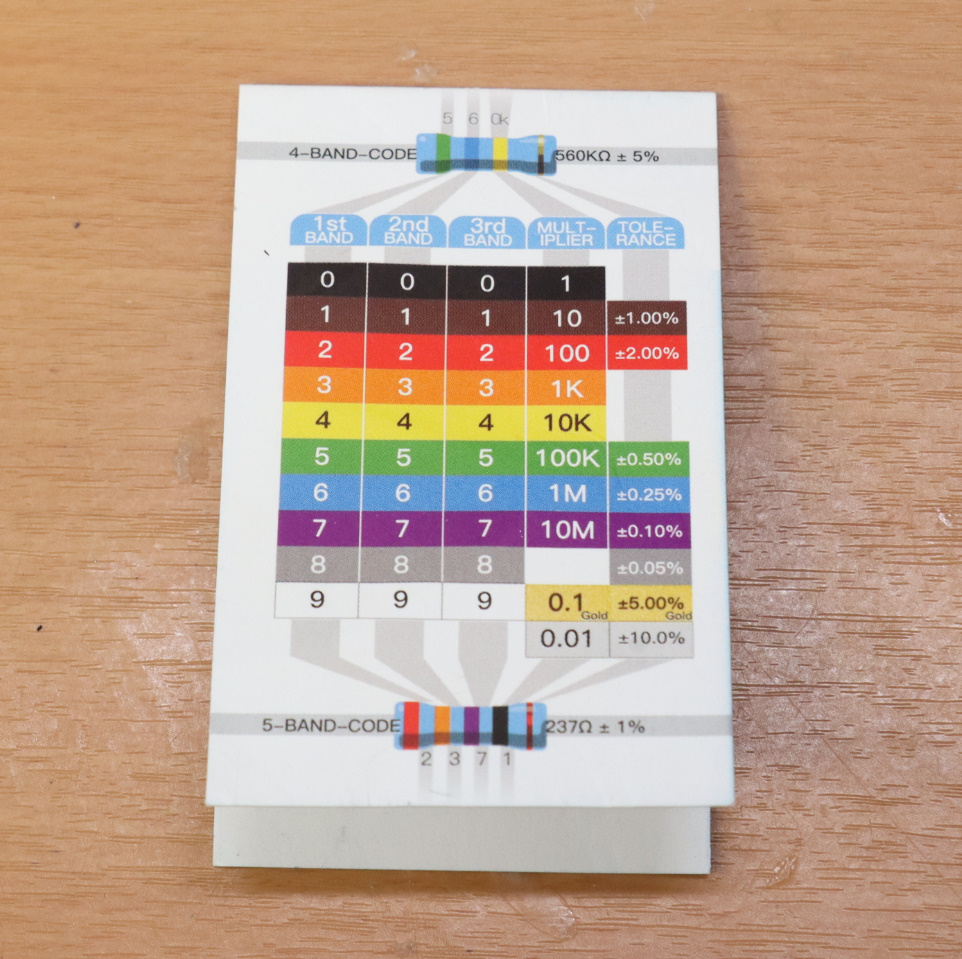 5 6 0k
4-BAND-CODE 560KΩ ± 5%
1st BAND 2nd BAND 3rd BAND MULT-IPLIER TOLE-RANCE
0 0 0 1
1 1 1 10 ±1.00%
2 2 2 100 ±2.00%
3 3 3 1K
4 4 4 10K
5 5 5 100K ±0.50%
6 6 6 1M ±0.25%
7 7 7 10M ±0.10%
8 8 8 ±0.05%
9 9 9 0.1 Gold ±5.00% Gold
0.01 ±10.0%
5-BAND-CODE 237Ω ± 1%
2 3 7 1